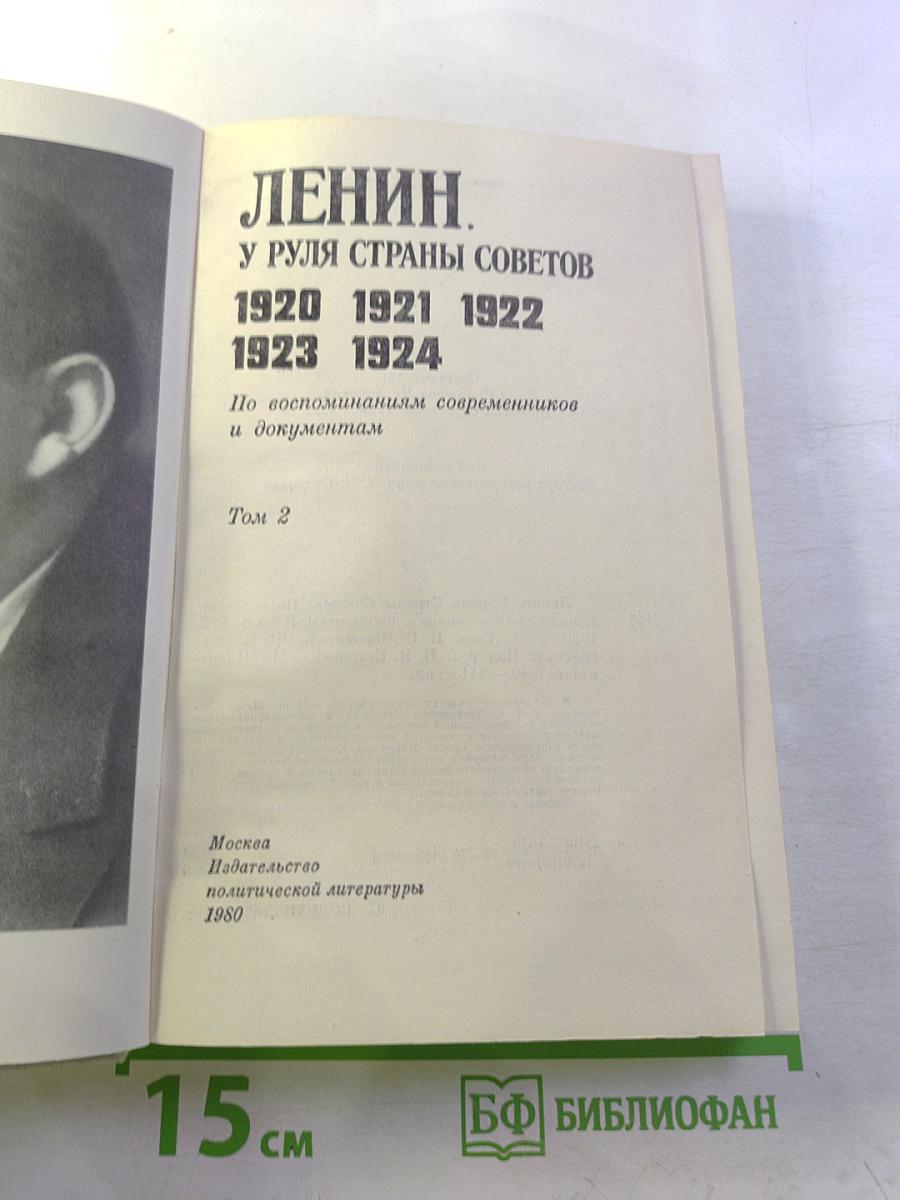 ЛЕНИН.
У РУЛЯ СТРАНЫ СОВЕТОВ
1920 1921 1922
1923 1924
По воспоминаниям современников
и документам
Том 2
Москва
Издательство
политической литературы
1980
15 см
БФ БИБЛИОФАН